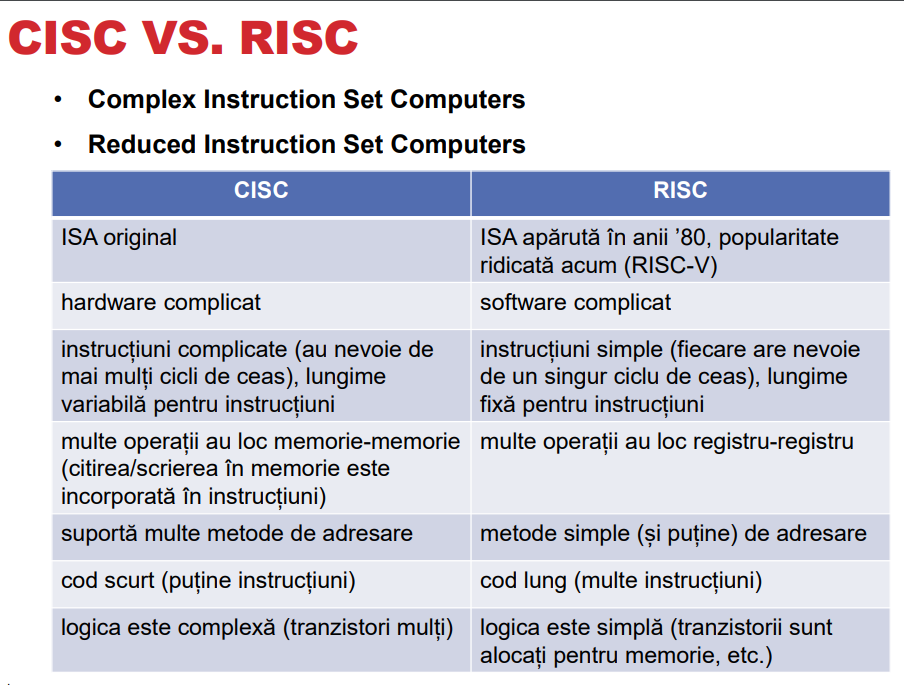 CISC VS. RISC
• Complex Instruction Set Computers
• Reduced Instruction Set Computers
CISC
RISC
ISA original
ISA apărută în anii ’80, popularitate
ridicată acum (RISC-V)
hardware complicat
software complicat
instrucțiuni complicate (au nevoie de
mai mulți cicli de ceas), lungime
variabilă pentru instrucțiuni
instrucțiuni simple (fiecare are nevoie
de un singur ciclu de ceas), lungime
fixă pentru instrucțiuni
multe operații au loc memorie-memorie
(citirea/scrierea în memorie este
incorporată în instrucțiuni)
multe operații au loc registru-registru
suportă multe metode de adresare
metode simple (și puține) de adresare
cod scurt (puține instrucțiuni)
cod lung (multe instrucțiuni)
logica este complexă (tranzistori mulți)
logica este simplă (tranzistorii sunt
alocați pentru memorie, etc.)